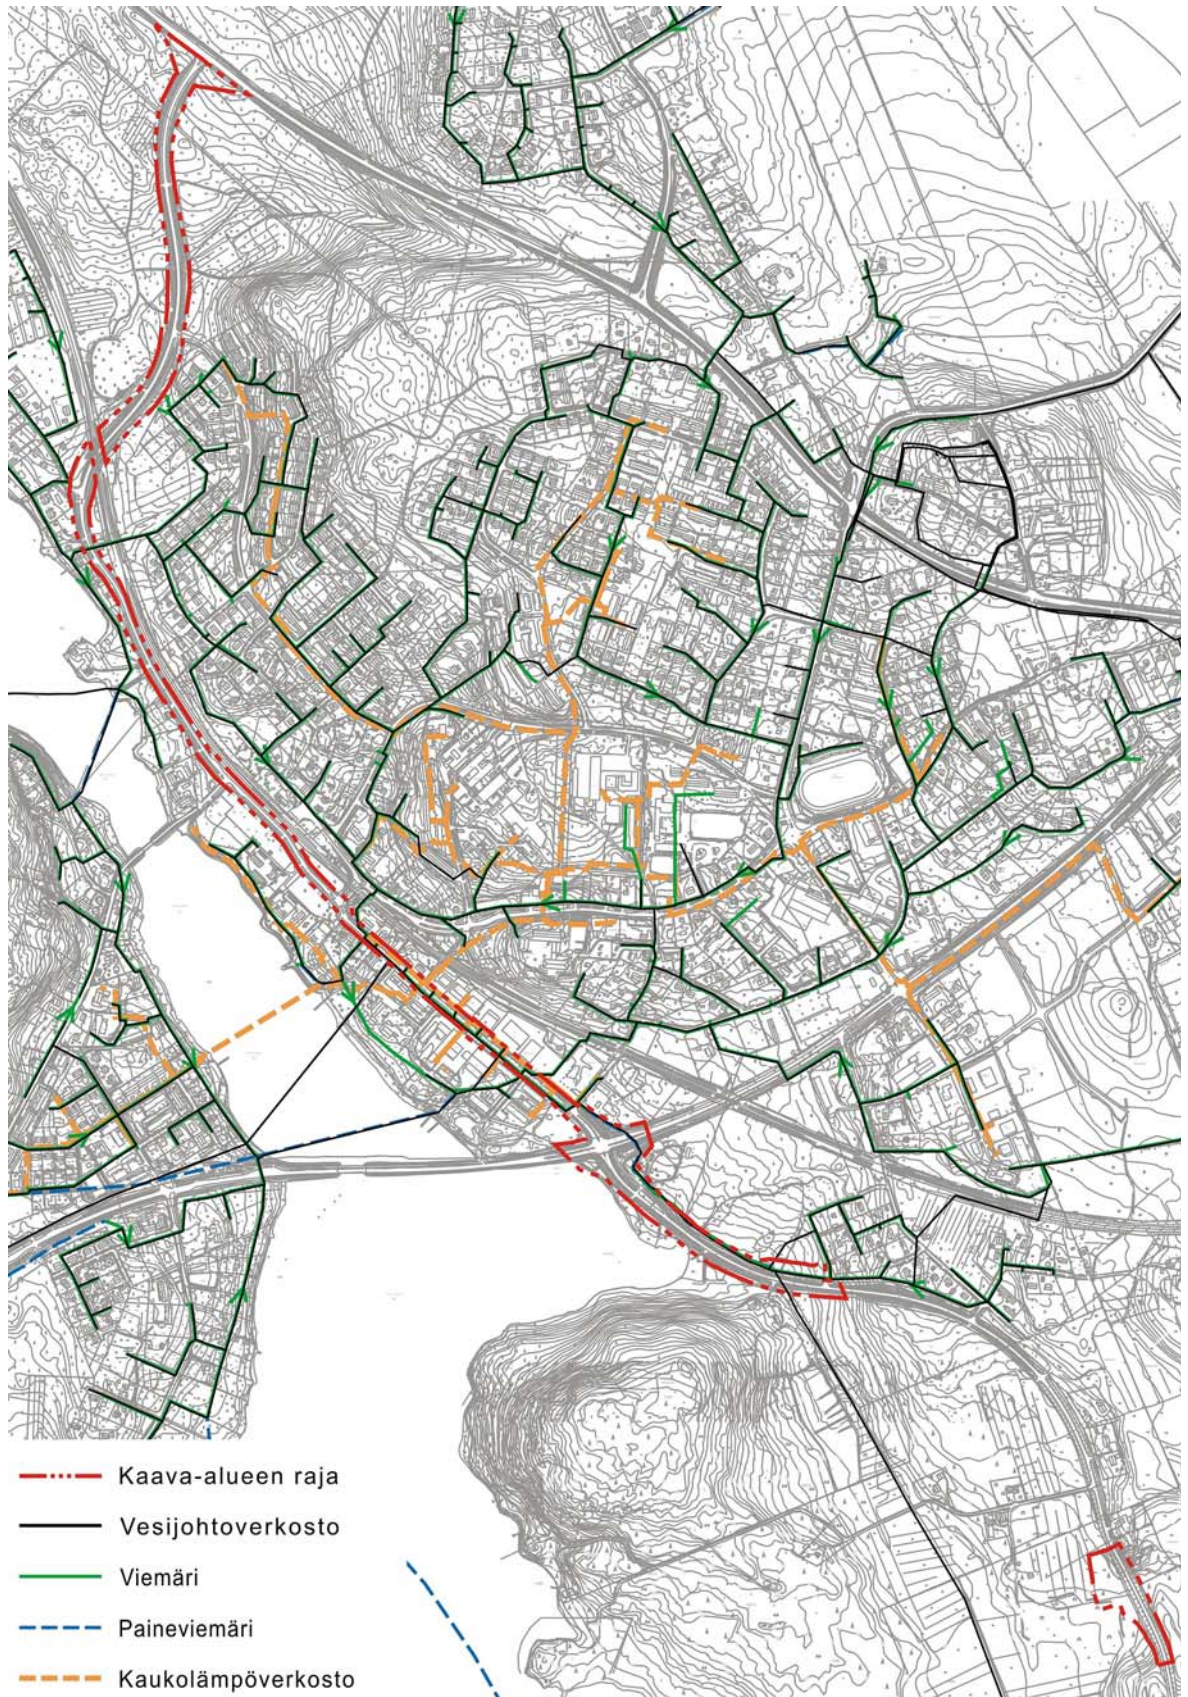 Kaava-alueen raja
Vesijohtoverkosto
Viemäri
Paineviemäri
Kaukolämpöverkosto